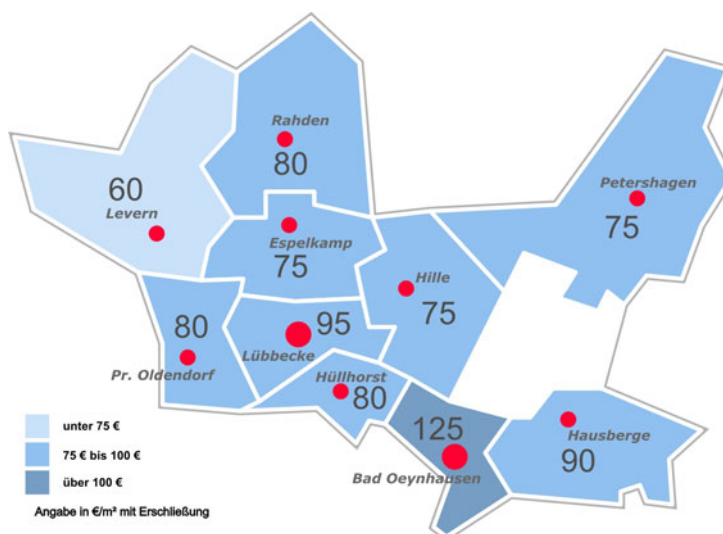 Rahden
80
60
Levern
Petershagen
75
Espelkamp
75
Hille
75
80
Pr. Oldendorf
95
Lübbecke
Hüllhorst
80
125
Bad Oeynhausen
Hausberge
90
unter 75 €
75 € bis 100 €
über 100 €
Angabe in €/m² mit Erschließung